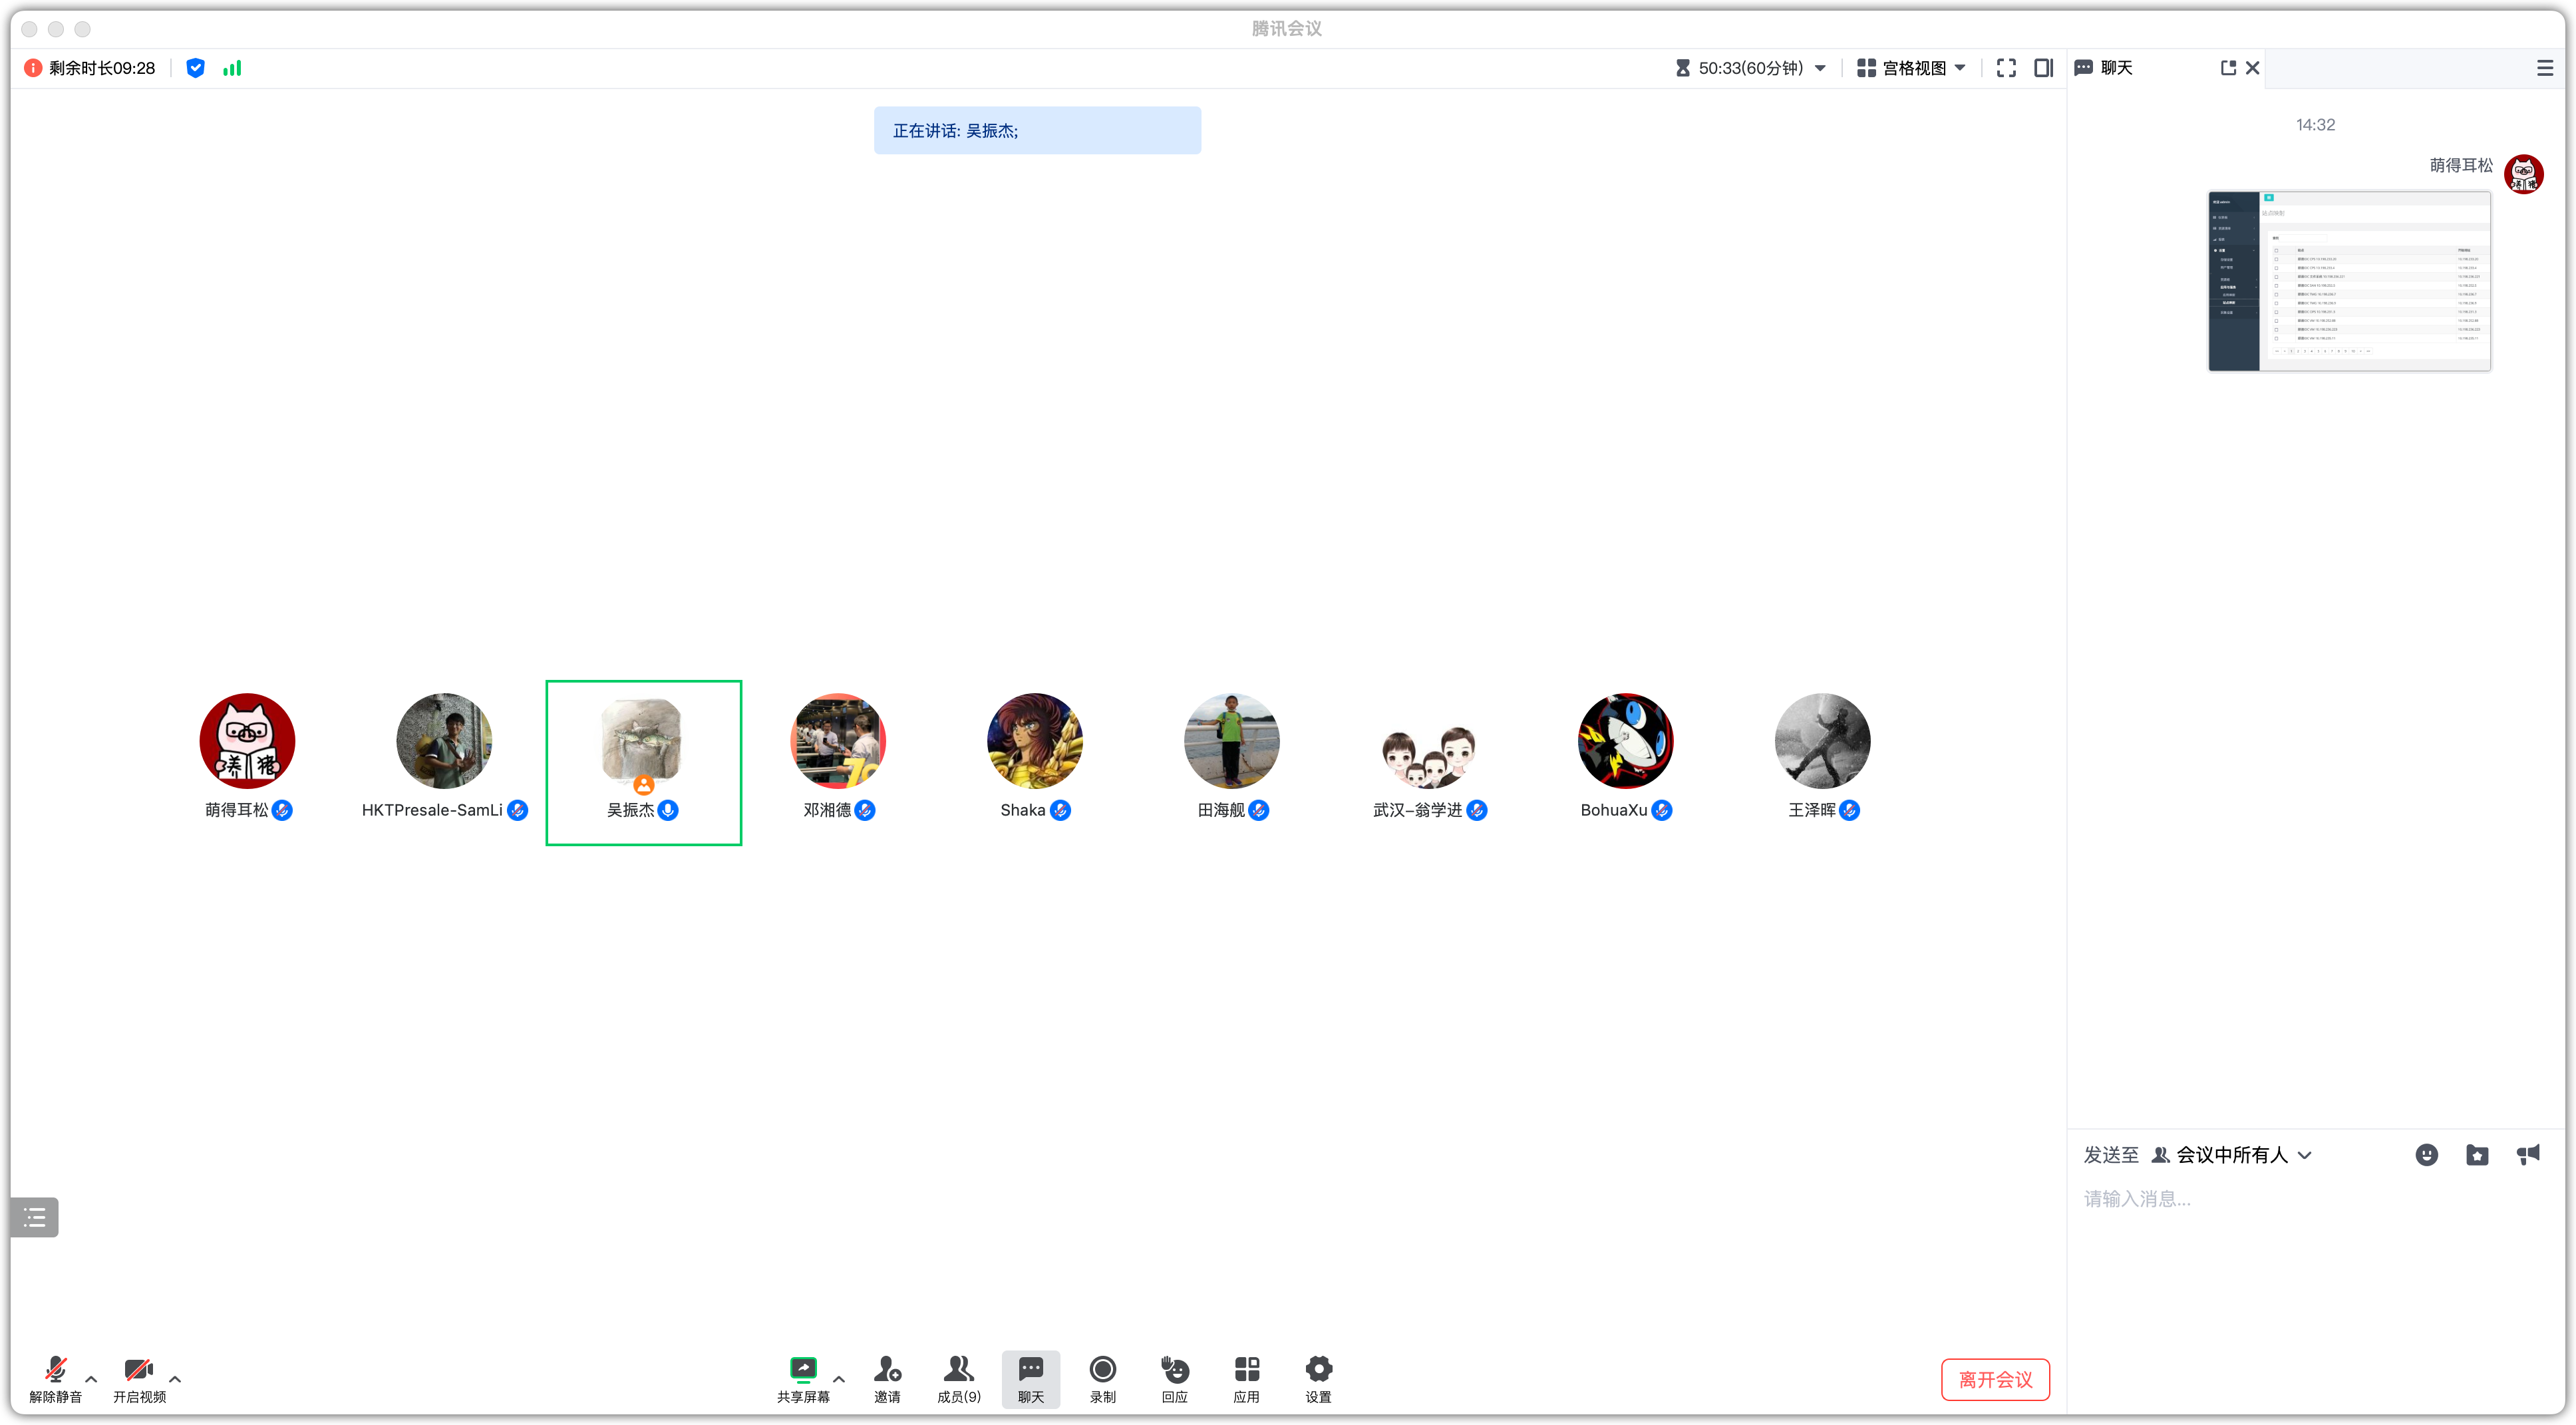 腾讯会议
剩余时长09:28
50:33(60分钟)
宫格视图
聊天
正在讲话: 吴振杰;
14:32
萌得耳松
养 猪
萌得耳松
HKTPresale-SamLi
吴振杰
邓湘德
Shaka
田海舰
武汉-翁学进
BohuaXu
王泽晖
发送至 会议中所有人
请输入消息...
解除静音
开启视频
共享屏幕
邀请
成员(9)
聊天
录制
回应
应用
设置
离开会议